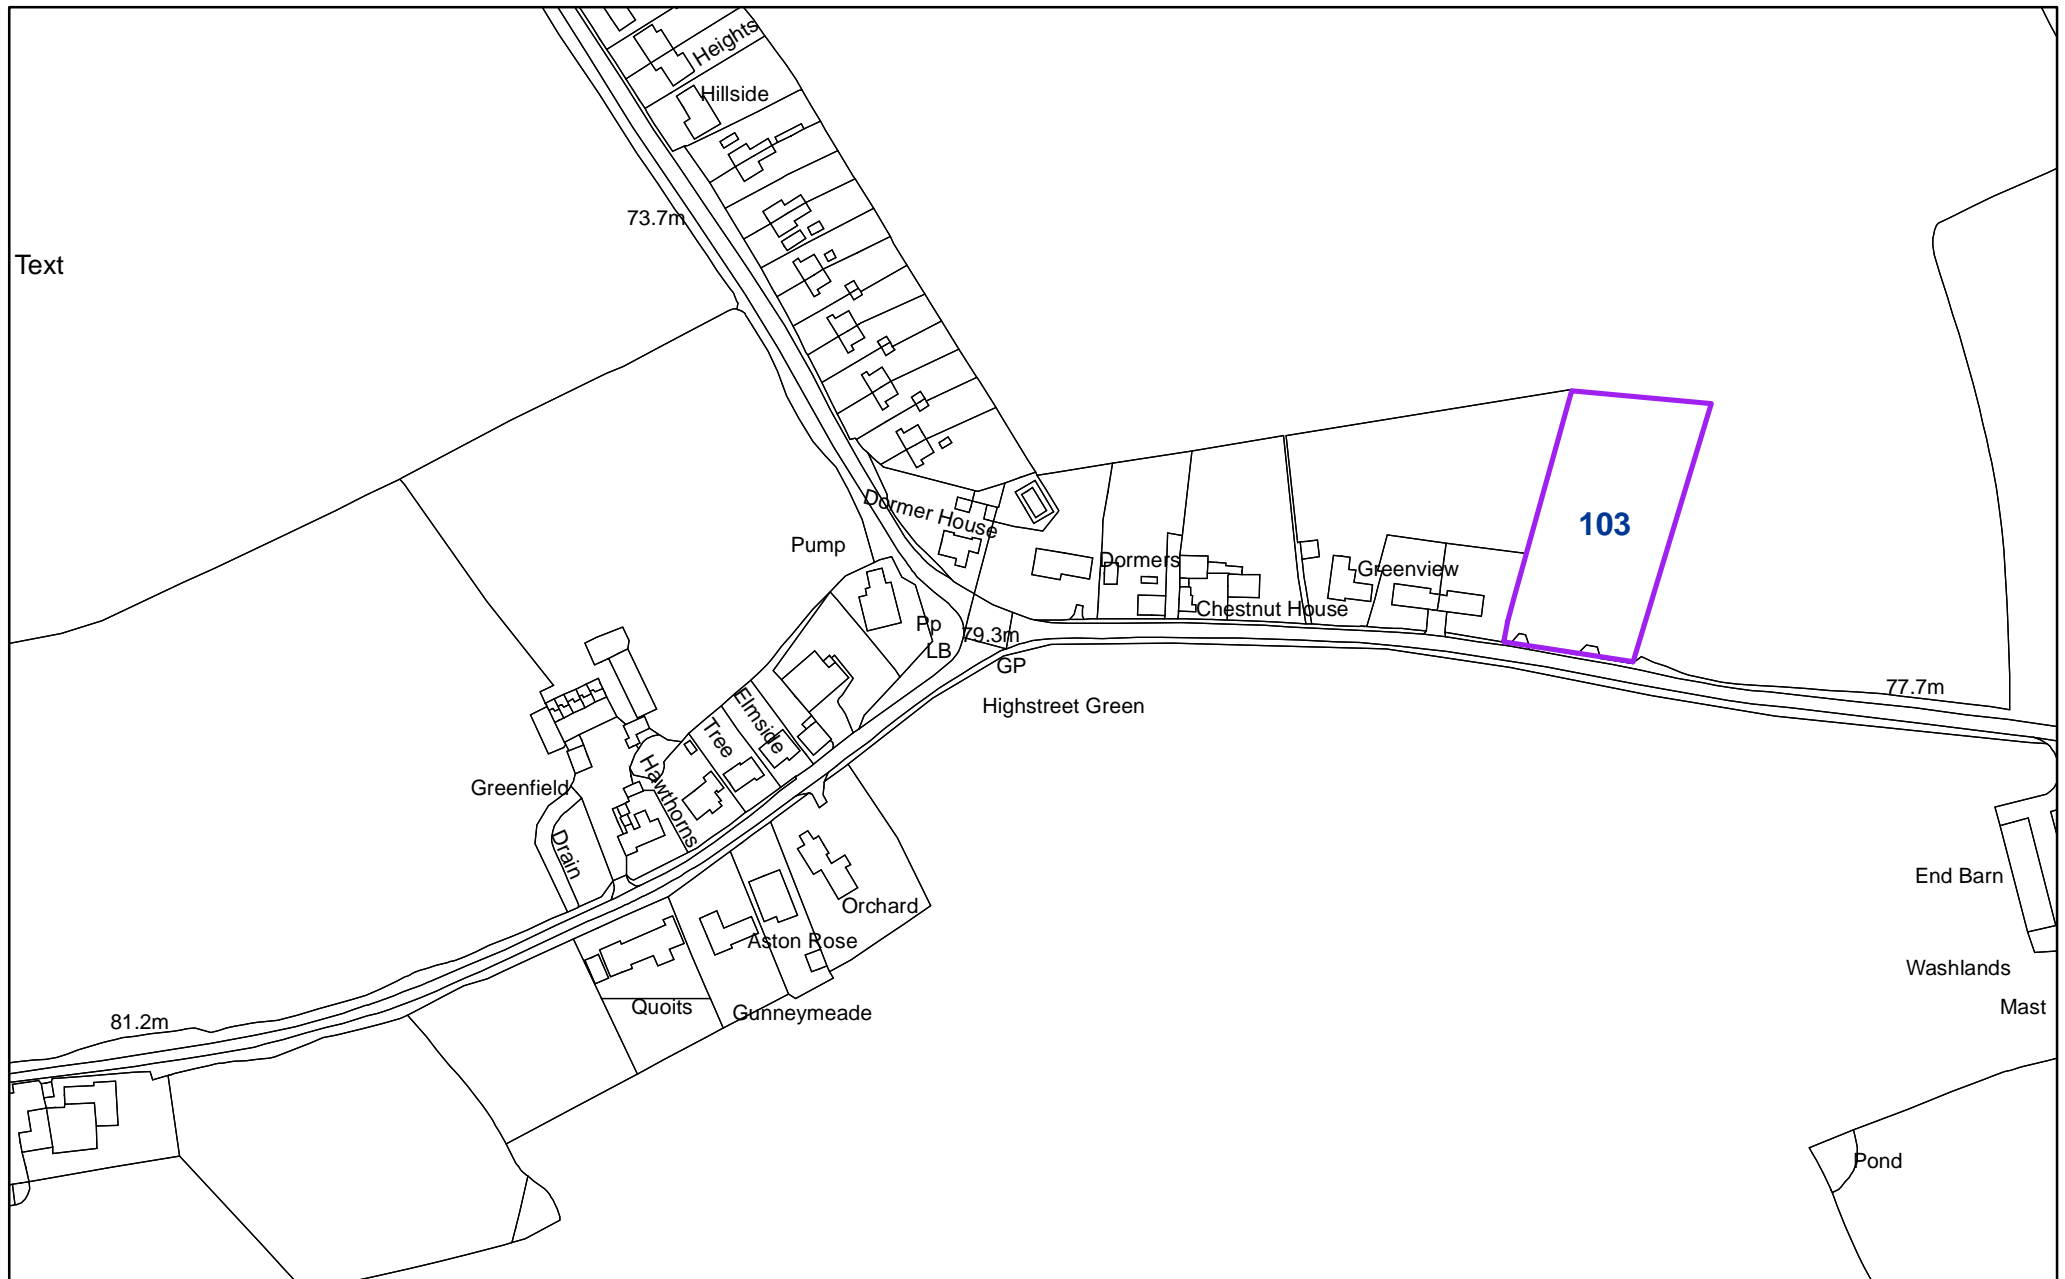 Heights
Hillside
73.7m
Text
Dormer House
103
Pump
Dormers
Greenview
Chestnut House
Pp
79.3m
LB
GP
77.7m
Highstreet Green
Elmside
Tree
Hawthorns
Greenfield
Drain
End Barn
Orchard
Aston Rose
Washlands
Quoits
Gunneymeade
Mast
81.2m
Pond